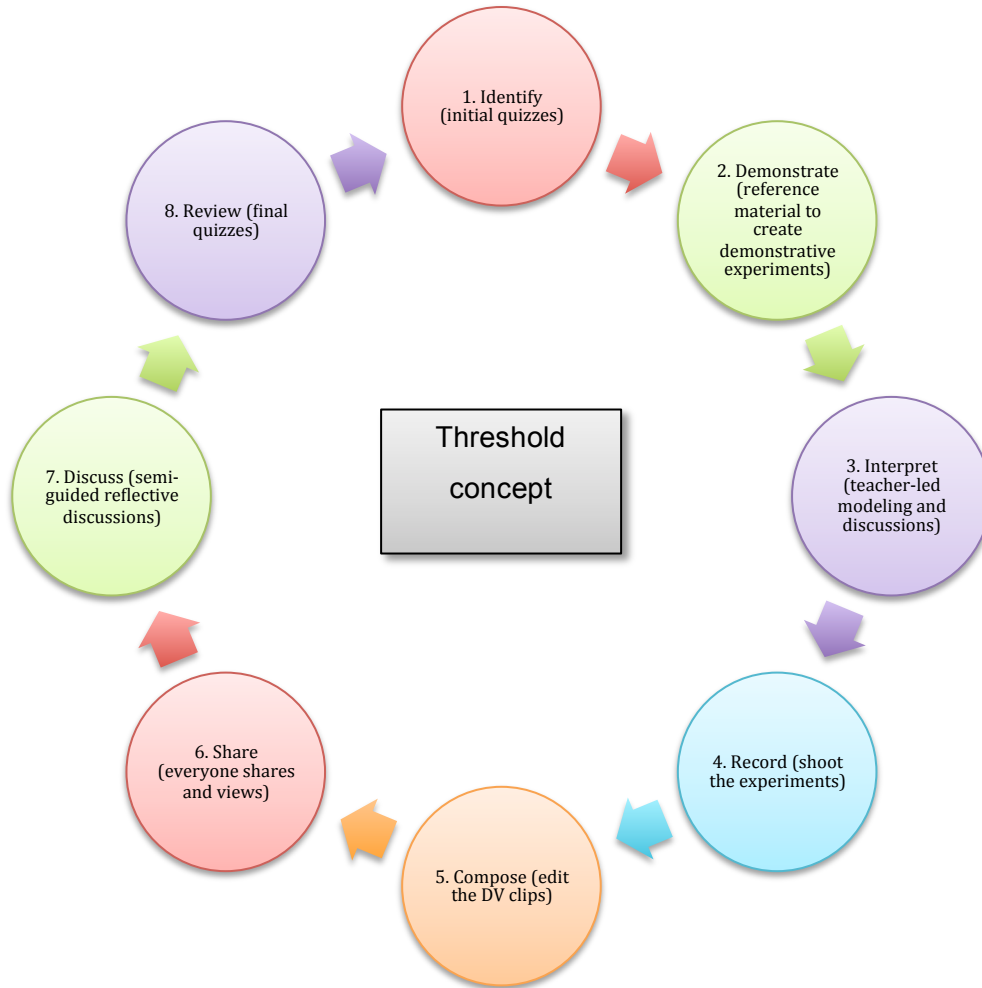 1. Identify
(initial quizzes)
2. Demonstrate
(reference
material to
create
demonstrative
experiments)
3. Interpret
(teacher-led
modeling and
discussions)
4. Record (shoot
the experiments)
5. Compose (edit
the DV clips)
6. Share
(everyone shares
and views)
7. Discuss (semi-
guided reflective
discussions)
8. Review (final
quizzes)
Threshold
concept